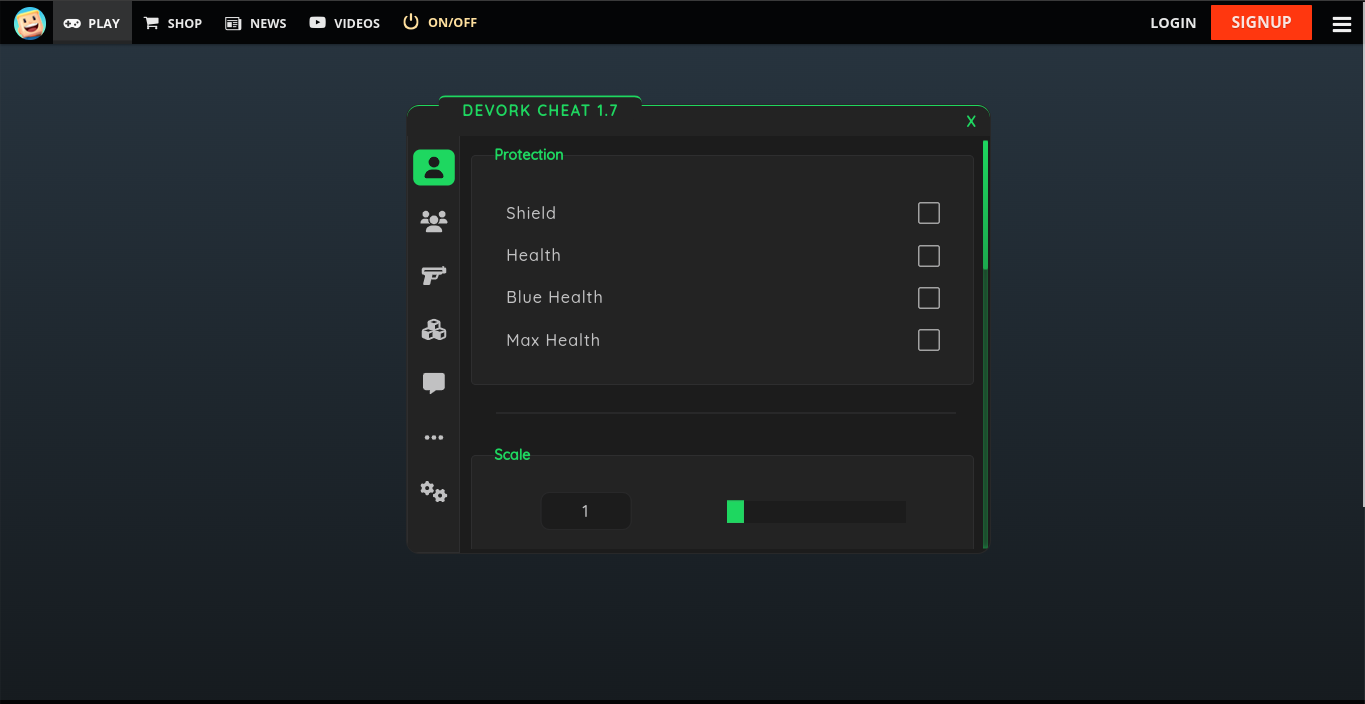 PLAY SHOP NEWS VIDEOS ON/OFF LOGIN SIGNUP
DEVORK CHEAT 1.7
X
Protection
Shield
Health
Blue Health
Max Health
Scale
1